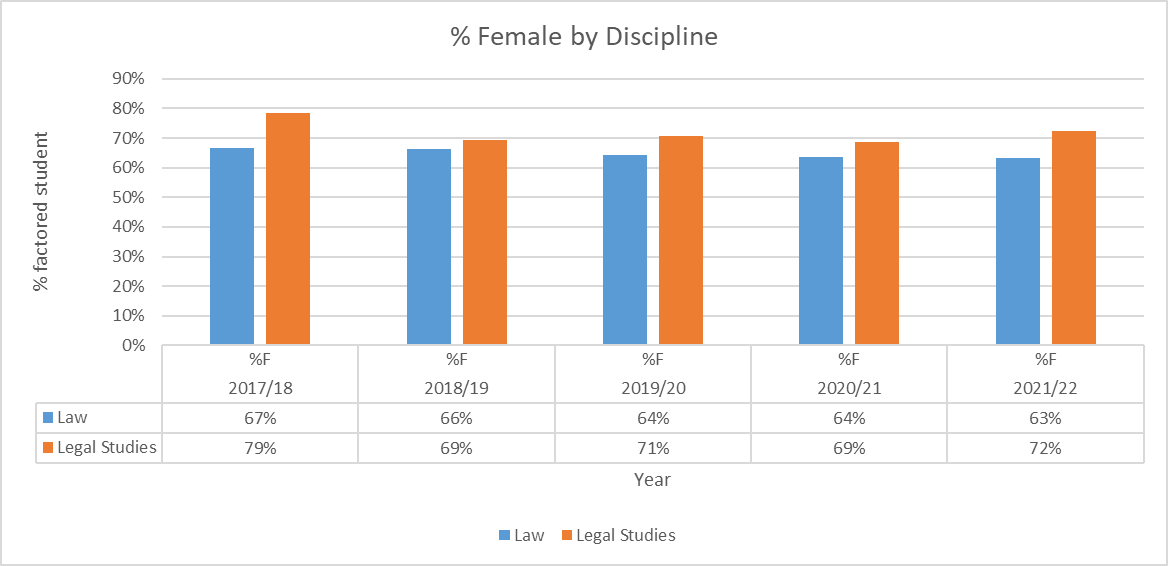 % Female by Discipline
90%
80%
70%
60%
50%
40%
30%
20%
10%
0%
% factored student
%F %F %F %F %F
2017/18 2018/19 2019/20 2020/21 2021/22
Law 67% 66% 64% 64% 63%
Legal Studies 79% 69% 71% 69% 72%
Year
Law Legal Studies